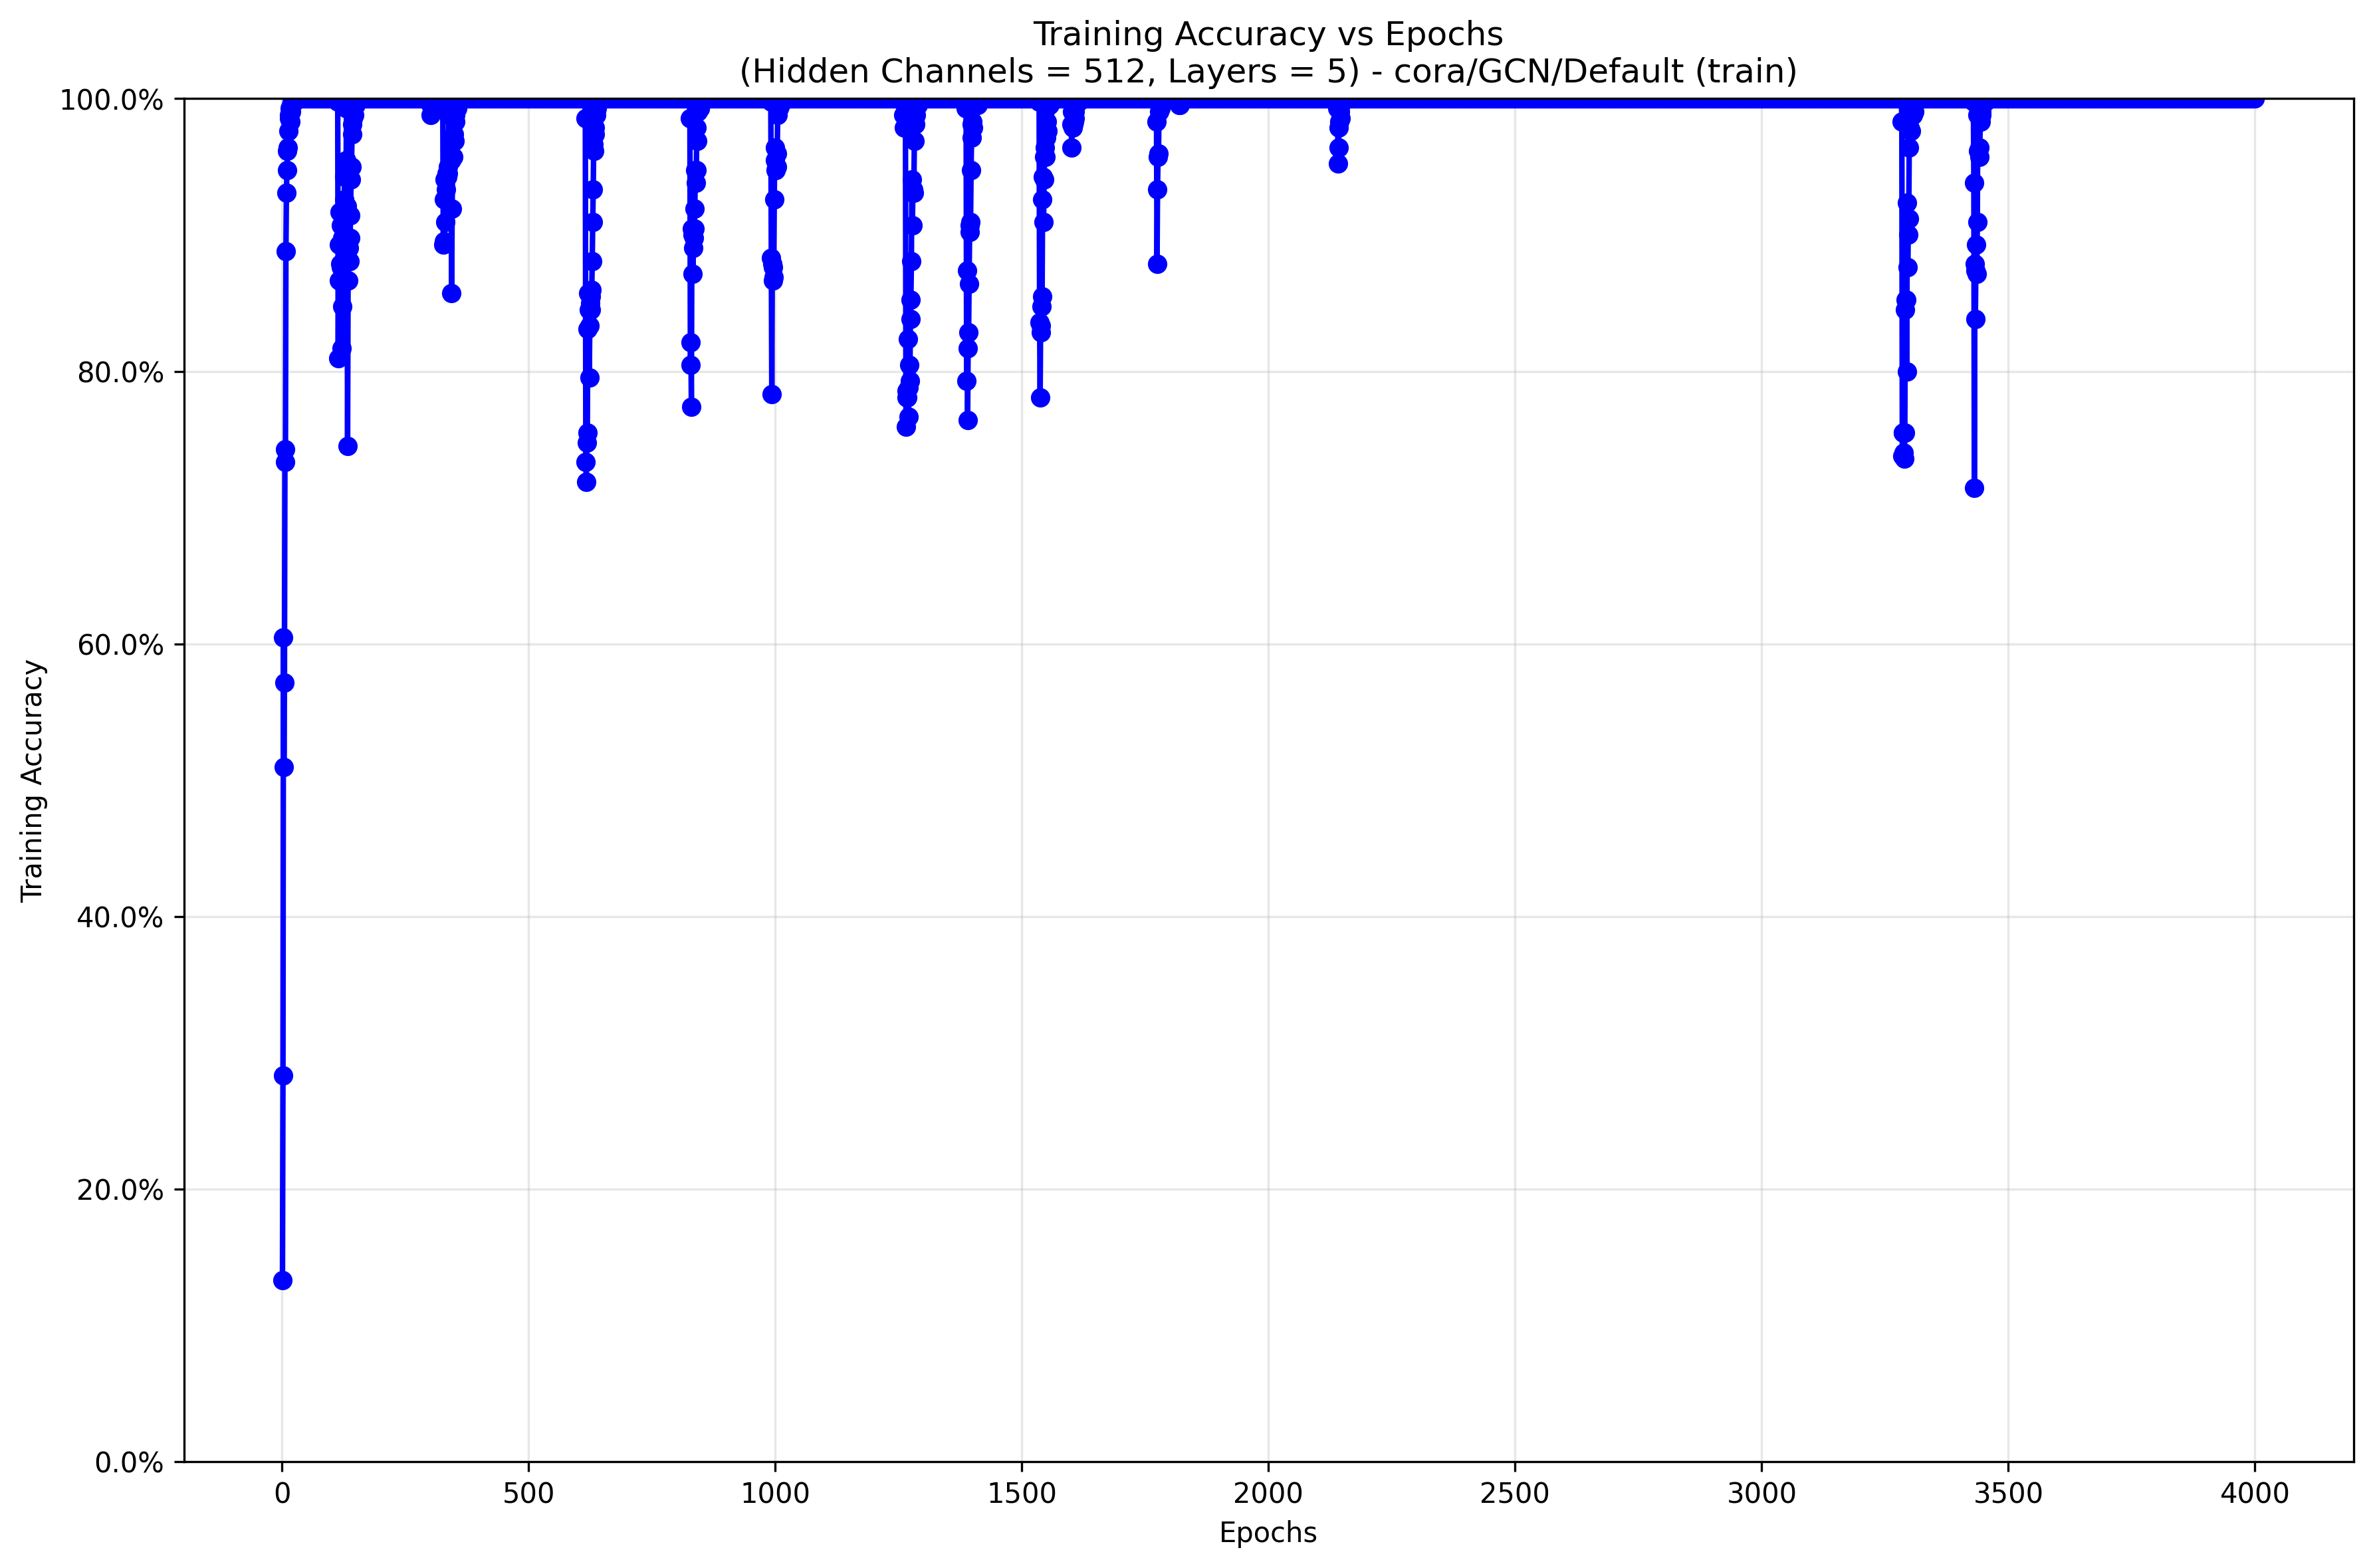 Training Accuracy vs Epochs
(Hidden Channels = 512, Layers = 5) - cora/GCN/Default (train)
100.0%
80.0%
60.0%
40.0%
20.0%
0.0%
Training Accuracy
0 500 1000 1500 2000 2500 3000 3500 4000
Epochs